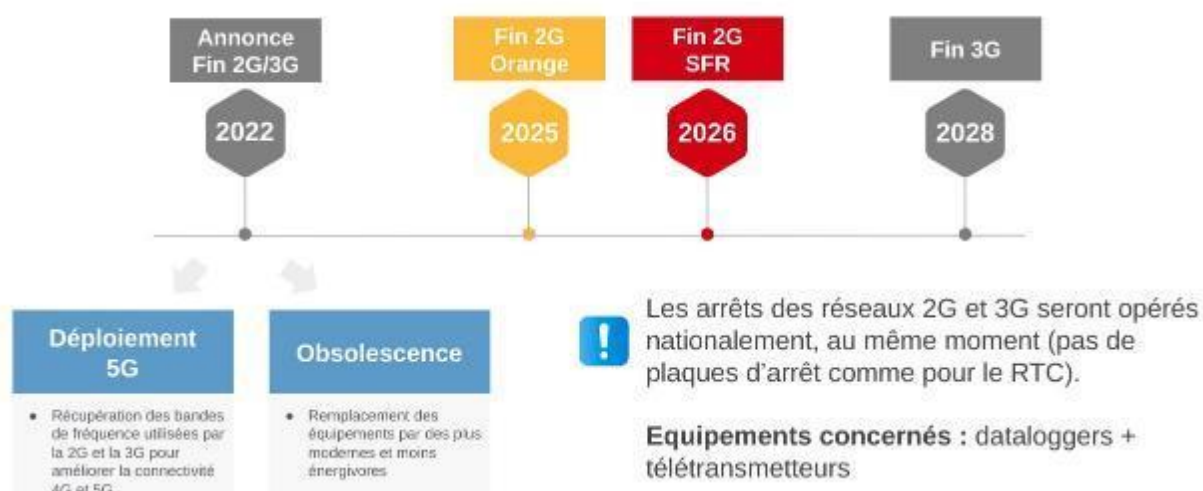 Annonce
Fin 2G/3G
Fin 2G
Orange
Fin 2G
SFR
Fin 3G
2022
2025
2026
2028
Déploiement
5G
• Récupération des bandes
de fréquence utilisées par
la 2G et la 3G pour
améliorer la connectivité
4G et 5G
Obsolescence
• Remplacement des
équipements par des plus
modernes et moins
énergivores
!
Les arrêts des réseaux 2G et 3G seront opérés
nationalement, au même moment (pas de
plaques d'arrêt comme pour le RTC).
Equipements concernés : dataloggers +
télétransmetteurs